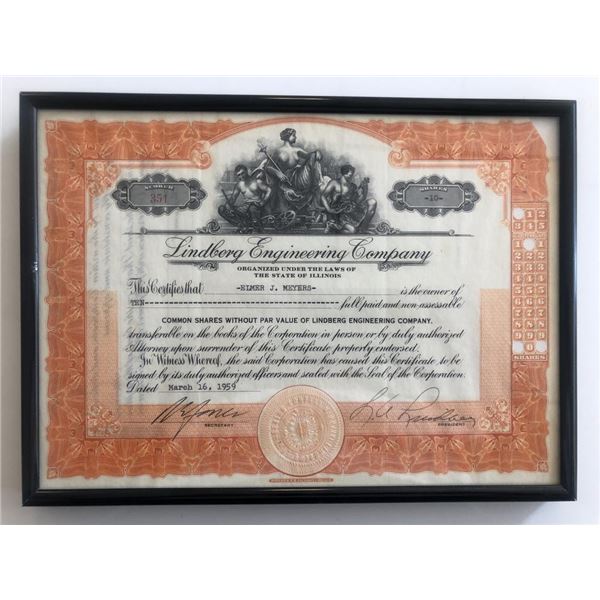 NUMBER
351
SHARES
-10-
Lindberg Engineering Company
ORGANIZED UNDER THE LAWS OF
THE STATE OF ILLINOIS
This Certifies that -ELMER J. MEYERS- is the owner of
TEN full paid and non-assessable
COMMON SHARES WITHOUT PAR VALUE OF LINDBERG ENGINEERING COMPANY,
transferable on the books of the Corporation in person or by duly authorized
Attorney upon surrender of this Certificate properly endorsed.
In Witness Whereof, the said Corporation has caused this Certificate to be
signed by its duly authorized officers and sealed with the Seal of the Corporation.
Dated March 16, 1959
SECRETARY
PRESIDENT
SHARES